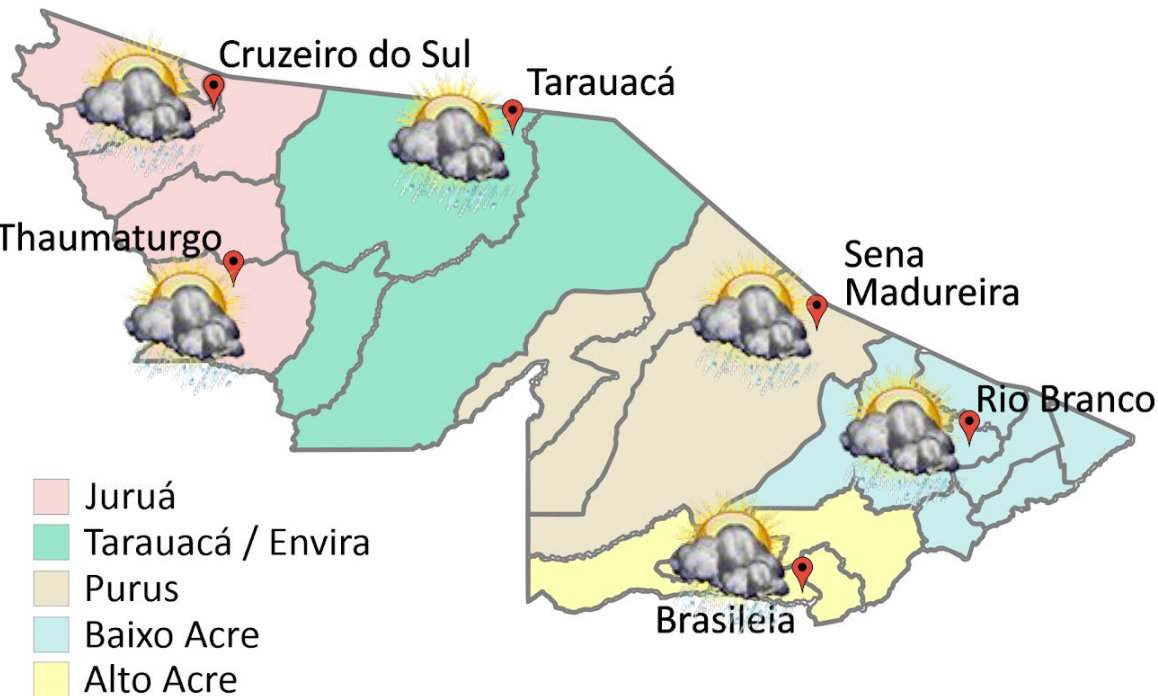 Cruzeiro do Sul
Tarauacá
Thaumaturgo
Sena
Madureira
Rio Branco
Brasileia
Juruá
Tarauacá / Envira
Purus
Baixo Acre
Alto Acre